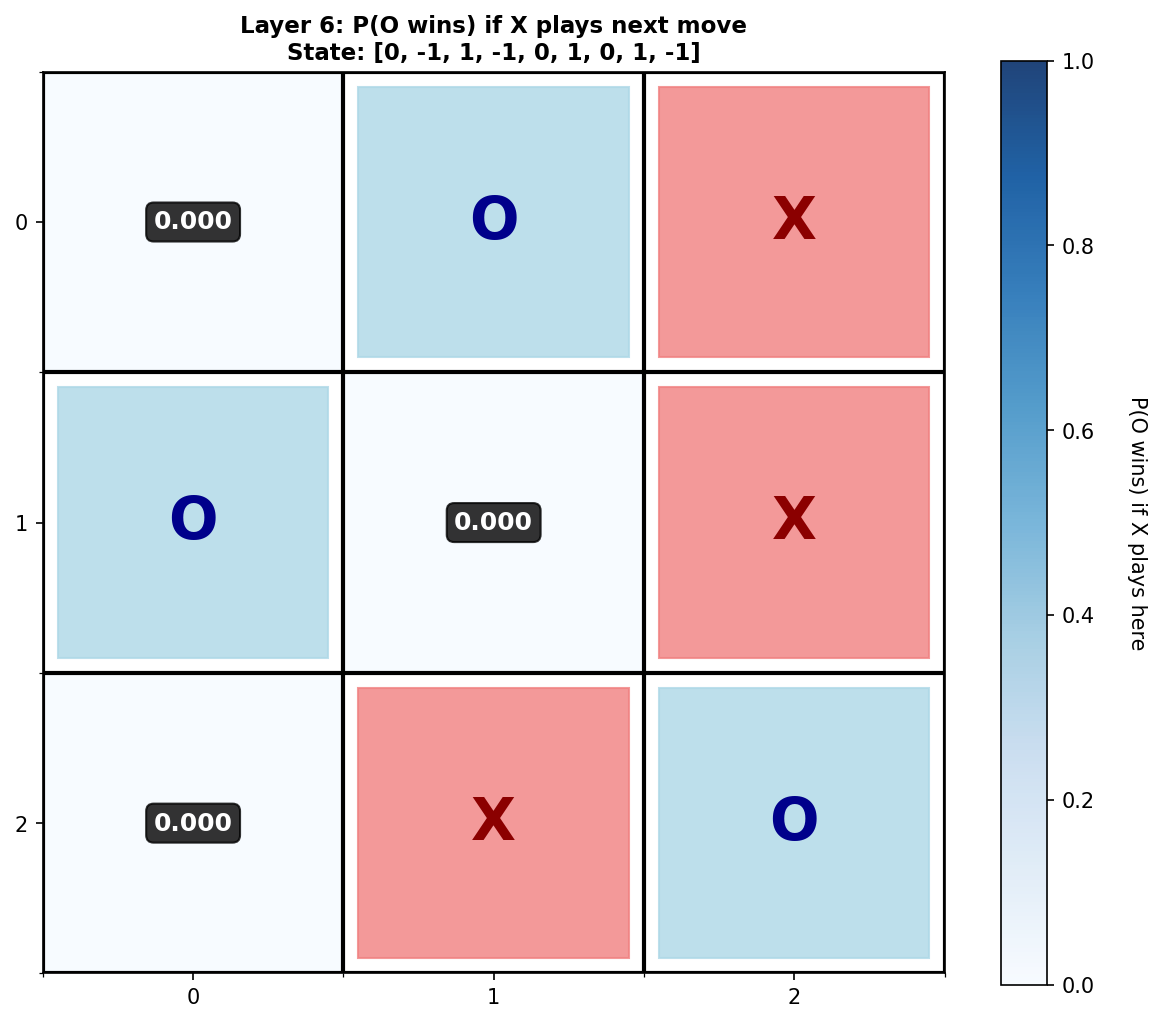 Layer 6: P(O wins) if X plays next move
State: [0, -1, 1, -1, 0, 1, 0, 1, -1]
0
0.000
O
X
1
O
0.000
X
2
0.000
X
O
0
1
2
1.0
0.8
0.6
0.4
0.2
0.0
P(O wins) if X plays here